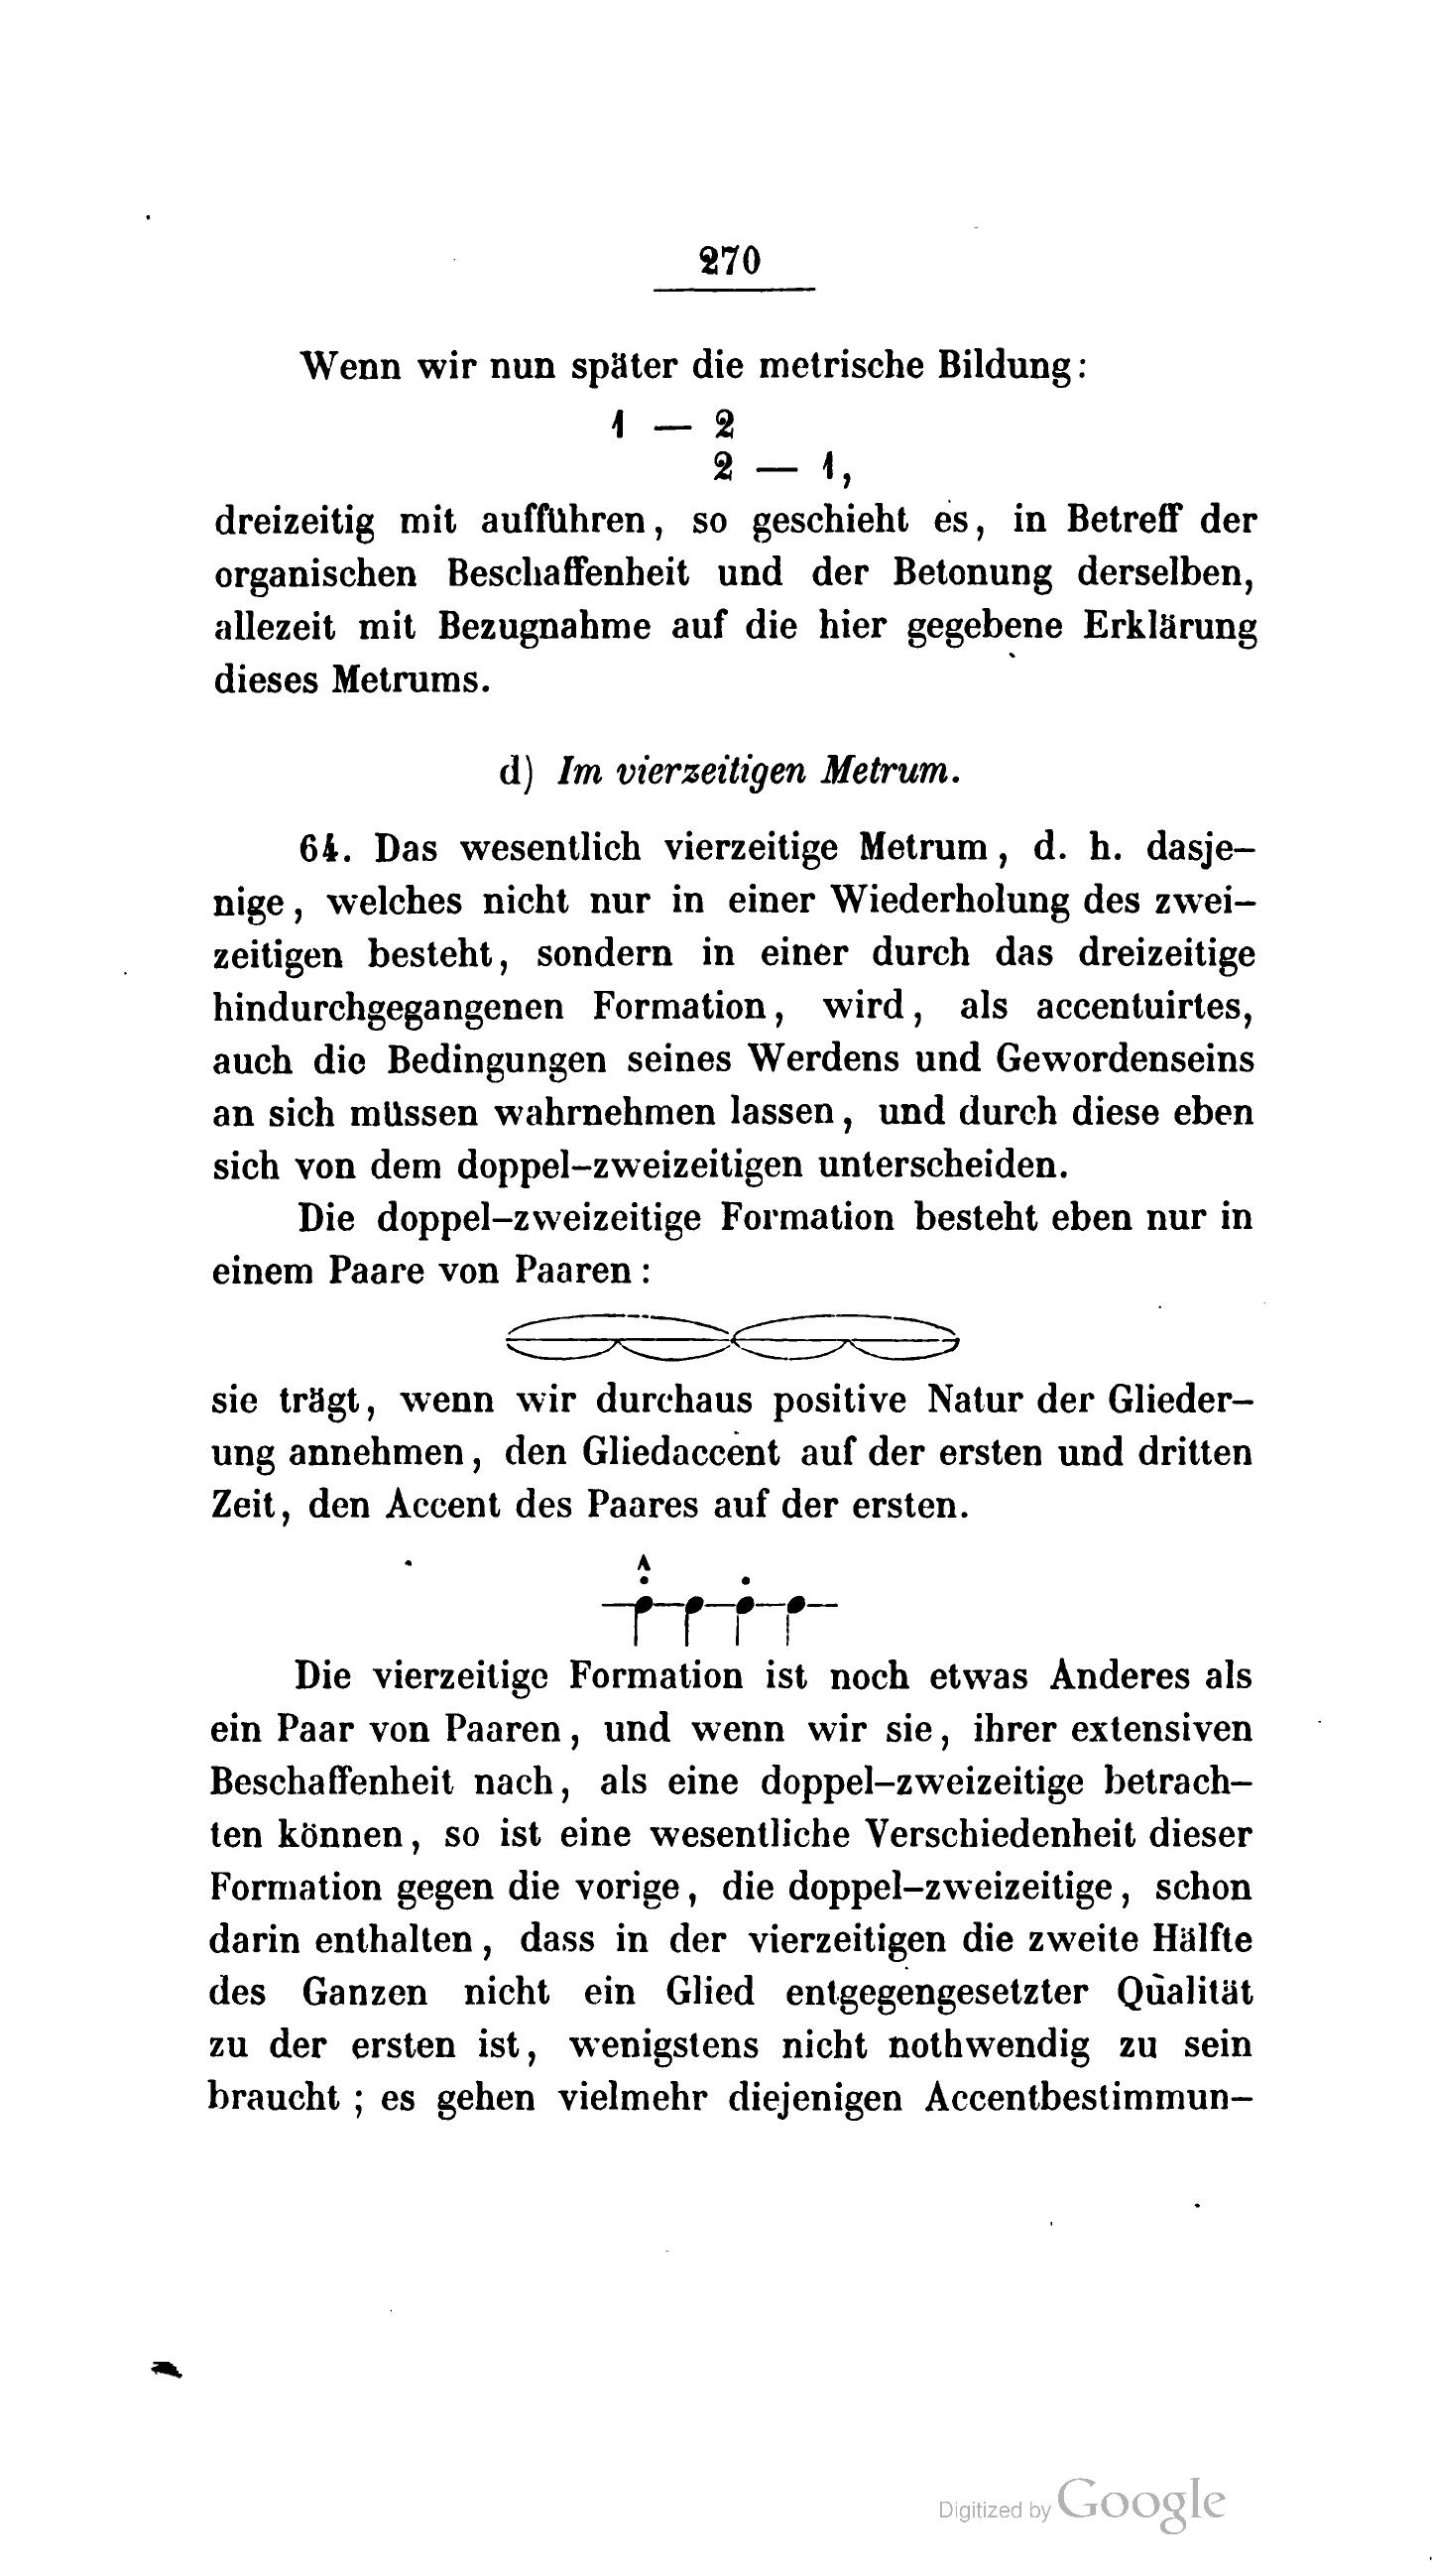 270
Wenn wir nun später die metrische Bildung:
1 — 2
2 — 1,
dreizeitig mit aufführen, so geschieht es, in Betreff der
organischen Beschaffenheit und der Betonung derselben,
allezeit mit Bezugnahme auf die hier gegebene Erklärung
dieses Metrums.
d) Im vierzeitigen Metrum.
64. Das wesentlich vierzeitige Metrum, d. h. dasje-
nige, welches nicht nur in einer Wiederholung des zwei-
zeitigen besteht, sondern in einer durch das dreizeitige
hindurchgegangenen Formation, wird, als accentuirtes,
auch die Bedingungen seines Werdens und Gewordenseins
an sich müssen wahrnehmen lassen, und durch diese eben
sich von dem doppel-zweizeitigen unterscheiden.
Die doppel-zweizeitige Formation besteht eben nur in
einem Paare von Paaren:
sie trägt, wenn wir durchaus positive Natur der Glieder-
ung annehmen, den Gliedaccent auf der ersten und dritten
Zeit, den Accent des Paares auf der ersten.
Die vierzeitige Formation ist noch etwas Anderes als
ein Paar von Paaren, und wenn wir sie, ihrer extensiven
Beschaffenheit nach, als eine doppel-zweizeitige betrach-
ten können, so ist eine wesentliche Verschiedenheit dieser
Formation gegen die vorige, die doppel-zweizeitige, schon
darin enthalten, dass in der vierzeitigen die zweite Hälfte
des Ganzen nicht ein Glied entgegengesetzter Qualität
zu der ersten ist, wenigstens nicht nothwendig zu sein
braucht; es gehen vielmehr diejenigen Accentbestimmun-
Digitized by Google